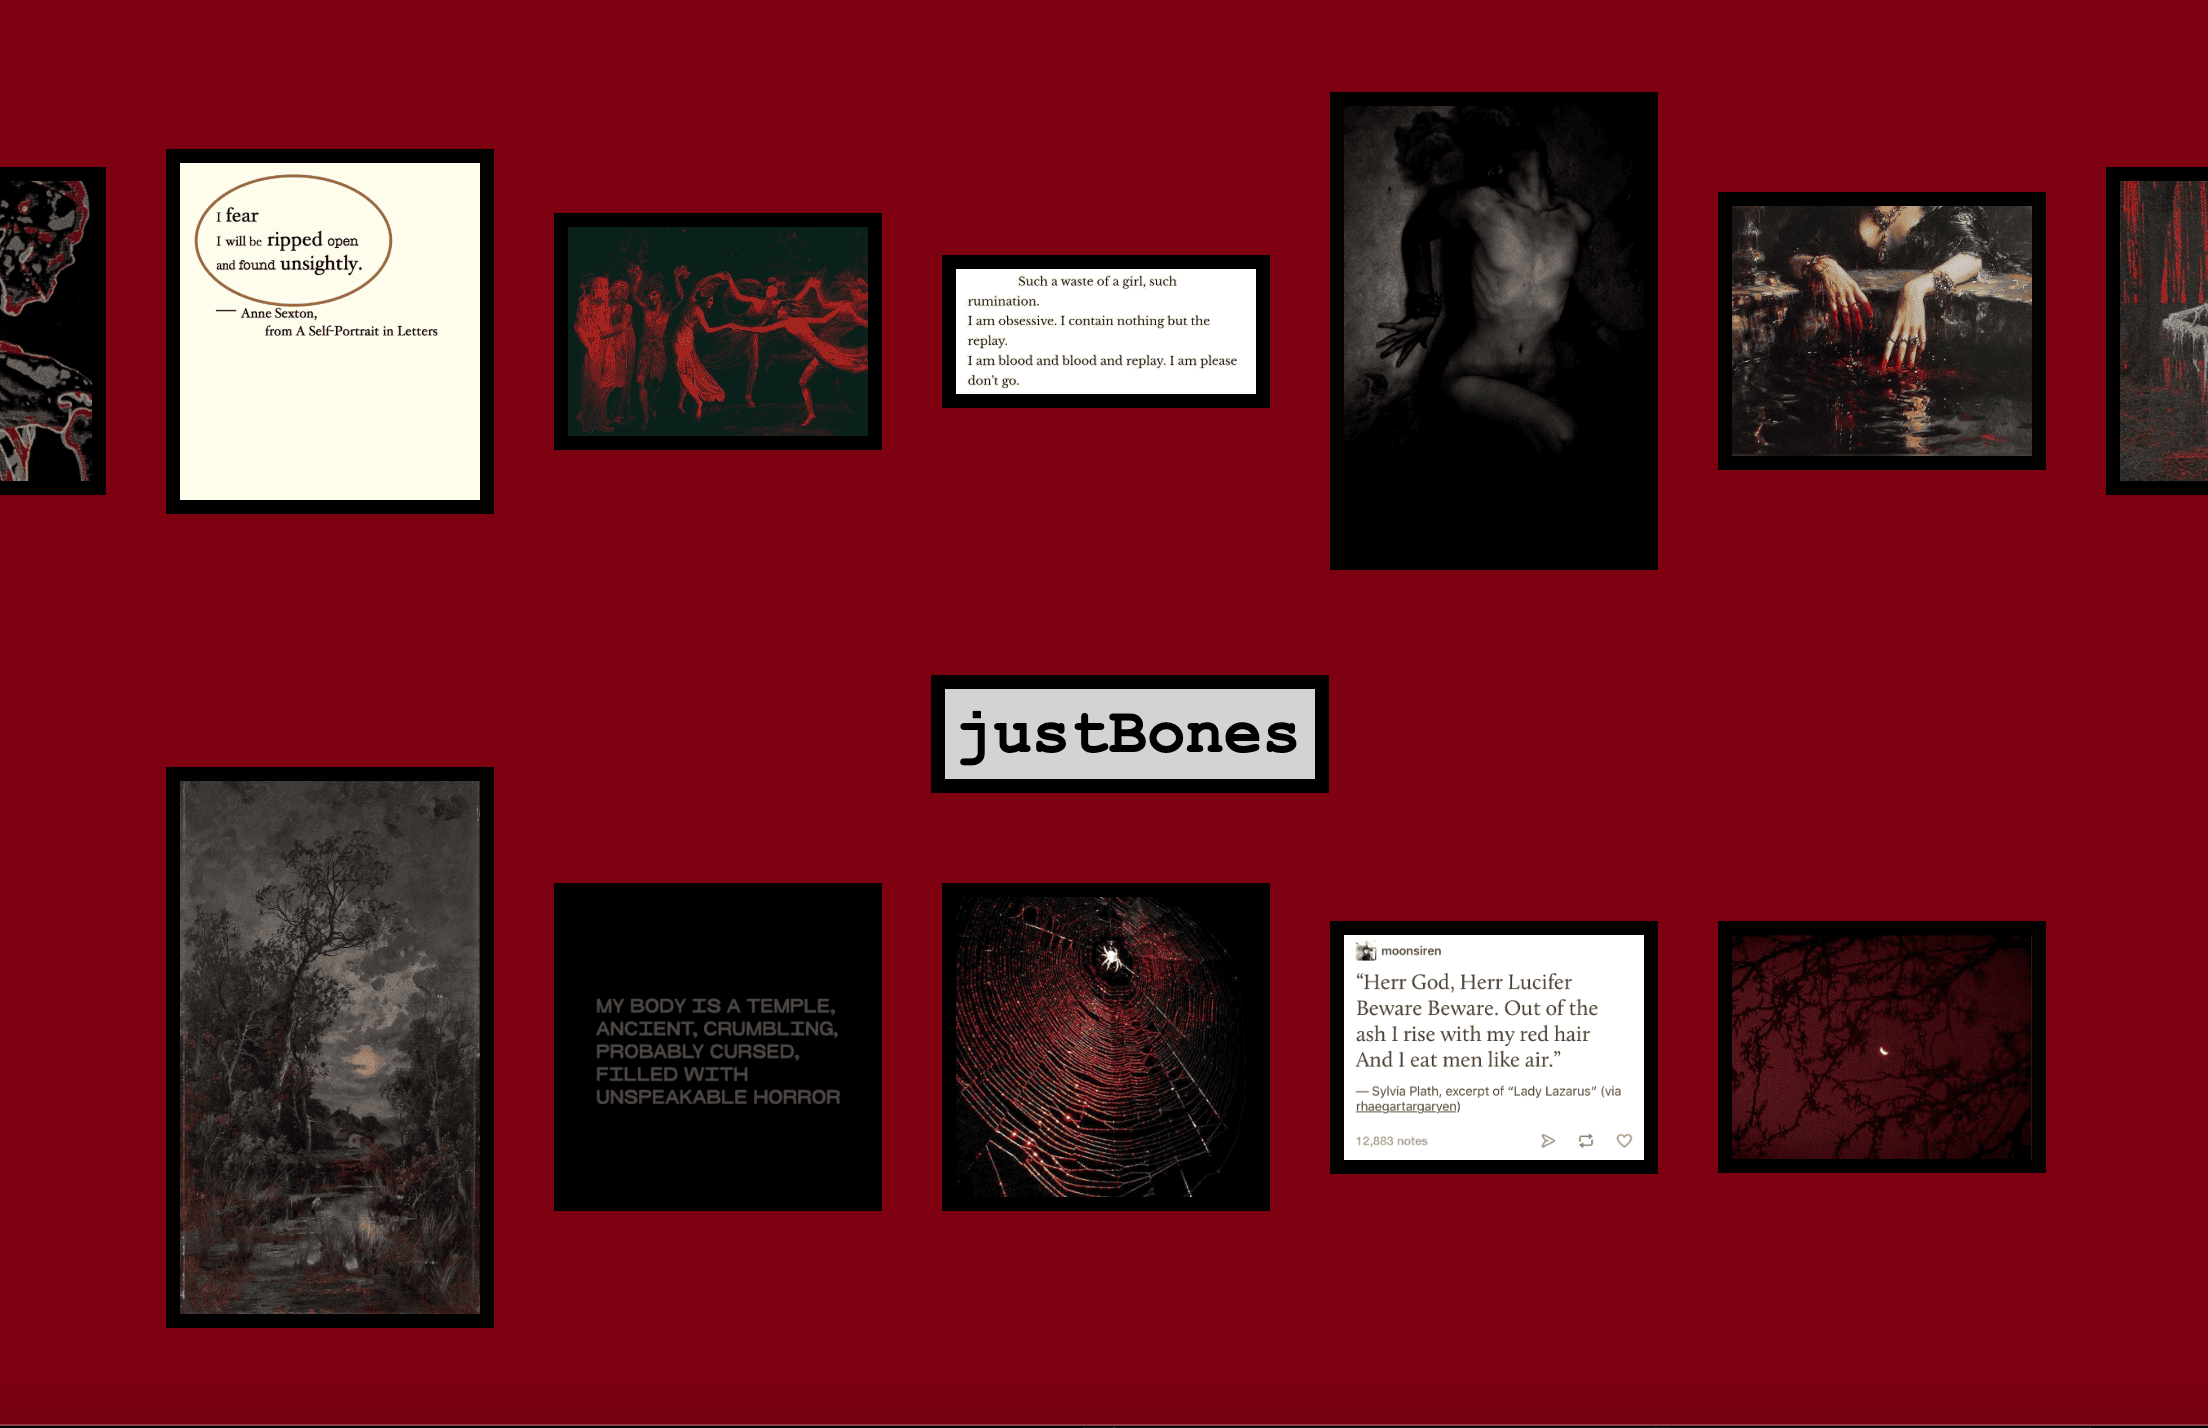 I fear
I will be ripped open
and found unsightly.
— Anne Sexton,
from A Self-Portrait in Letters
Such a waste of a girl, such
rumination.
I am obsessive. I contain nothing but the
replay.
I am blood and blood and replay. I am please
don't go.
justBones
MY BODY IS A TEMPLE,
ANCIENT, CRUMBLING,
PROBABLY CURSED,
FILLED WITH
UNSPEAKABLE HORROR
moonsiren
“Herr God, Herr Lucifer
Beware Beware. Out of the
ash I rise with my red hair
And I eat men like air.”
— Sylvia Plath, excerpt of “Lady Lazarus” (via
rhaegartargaryen)
12,883 notes